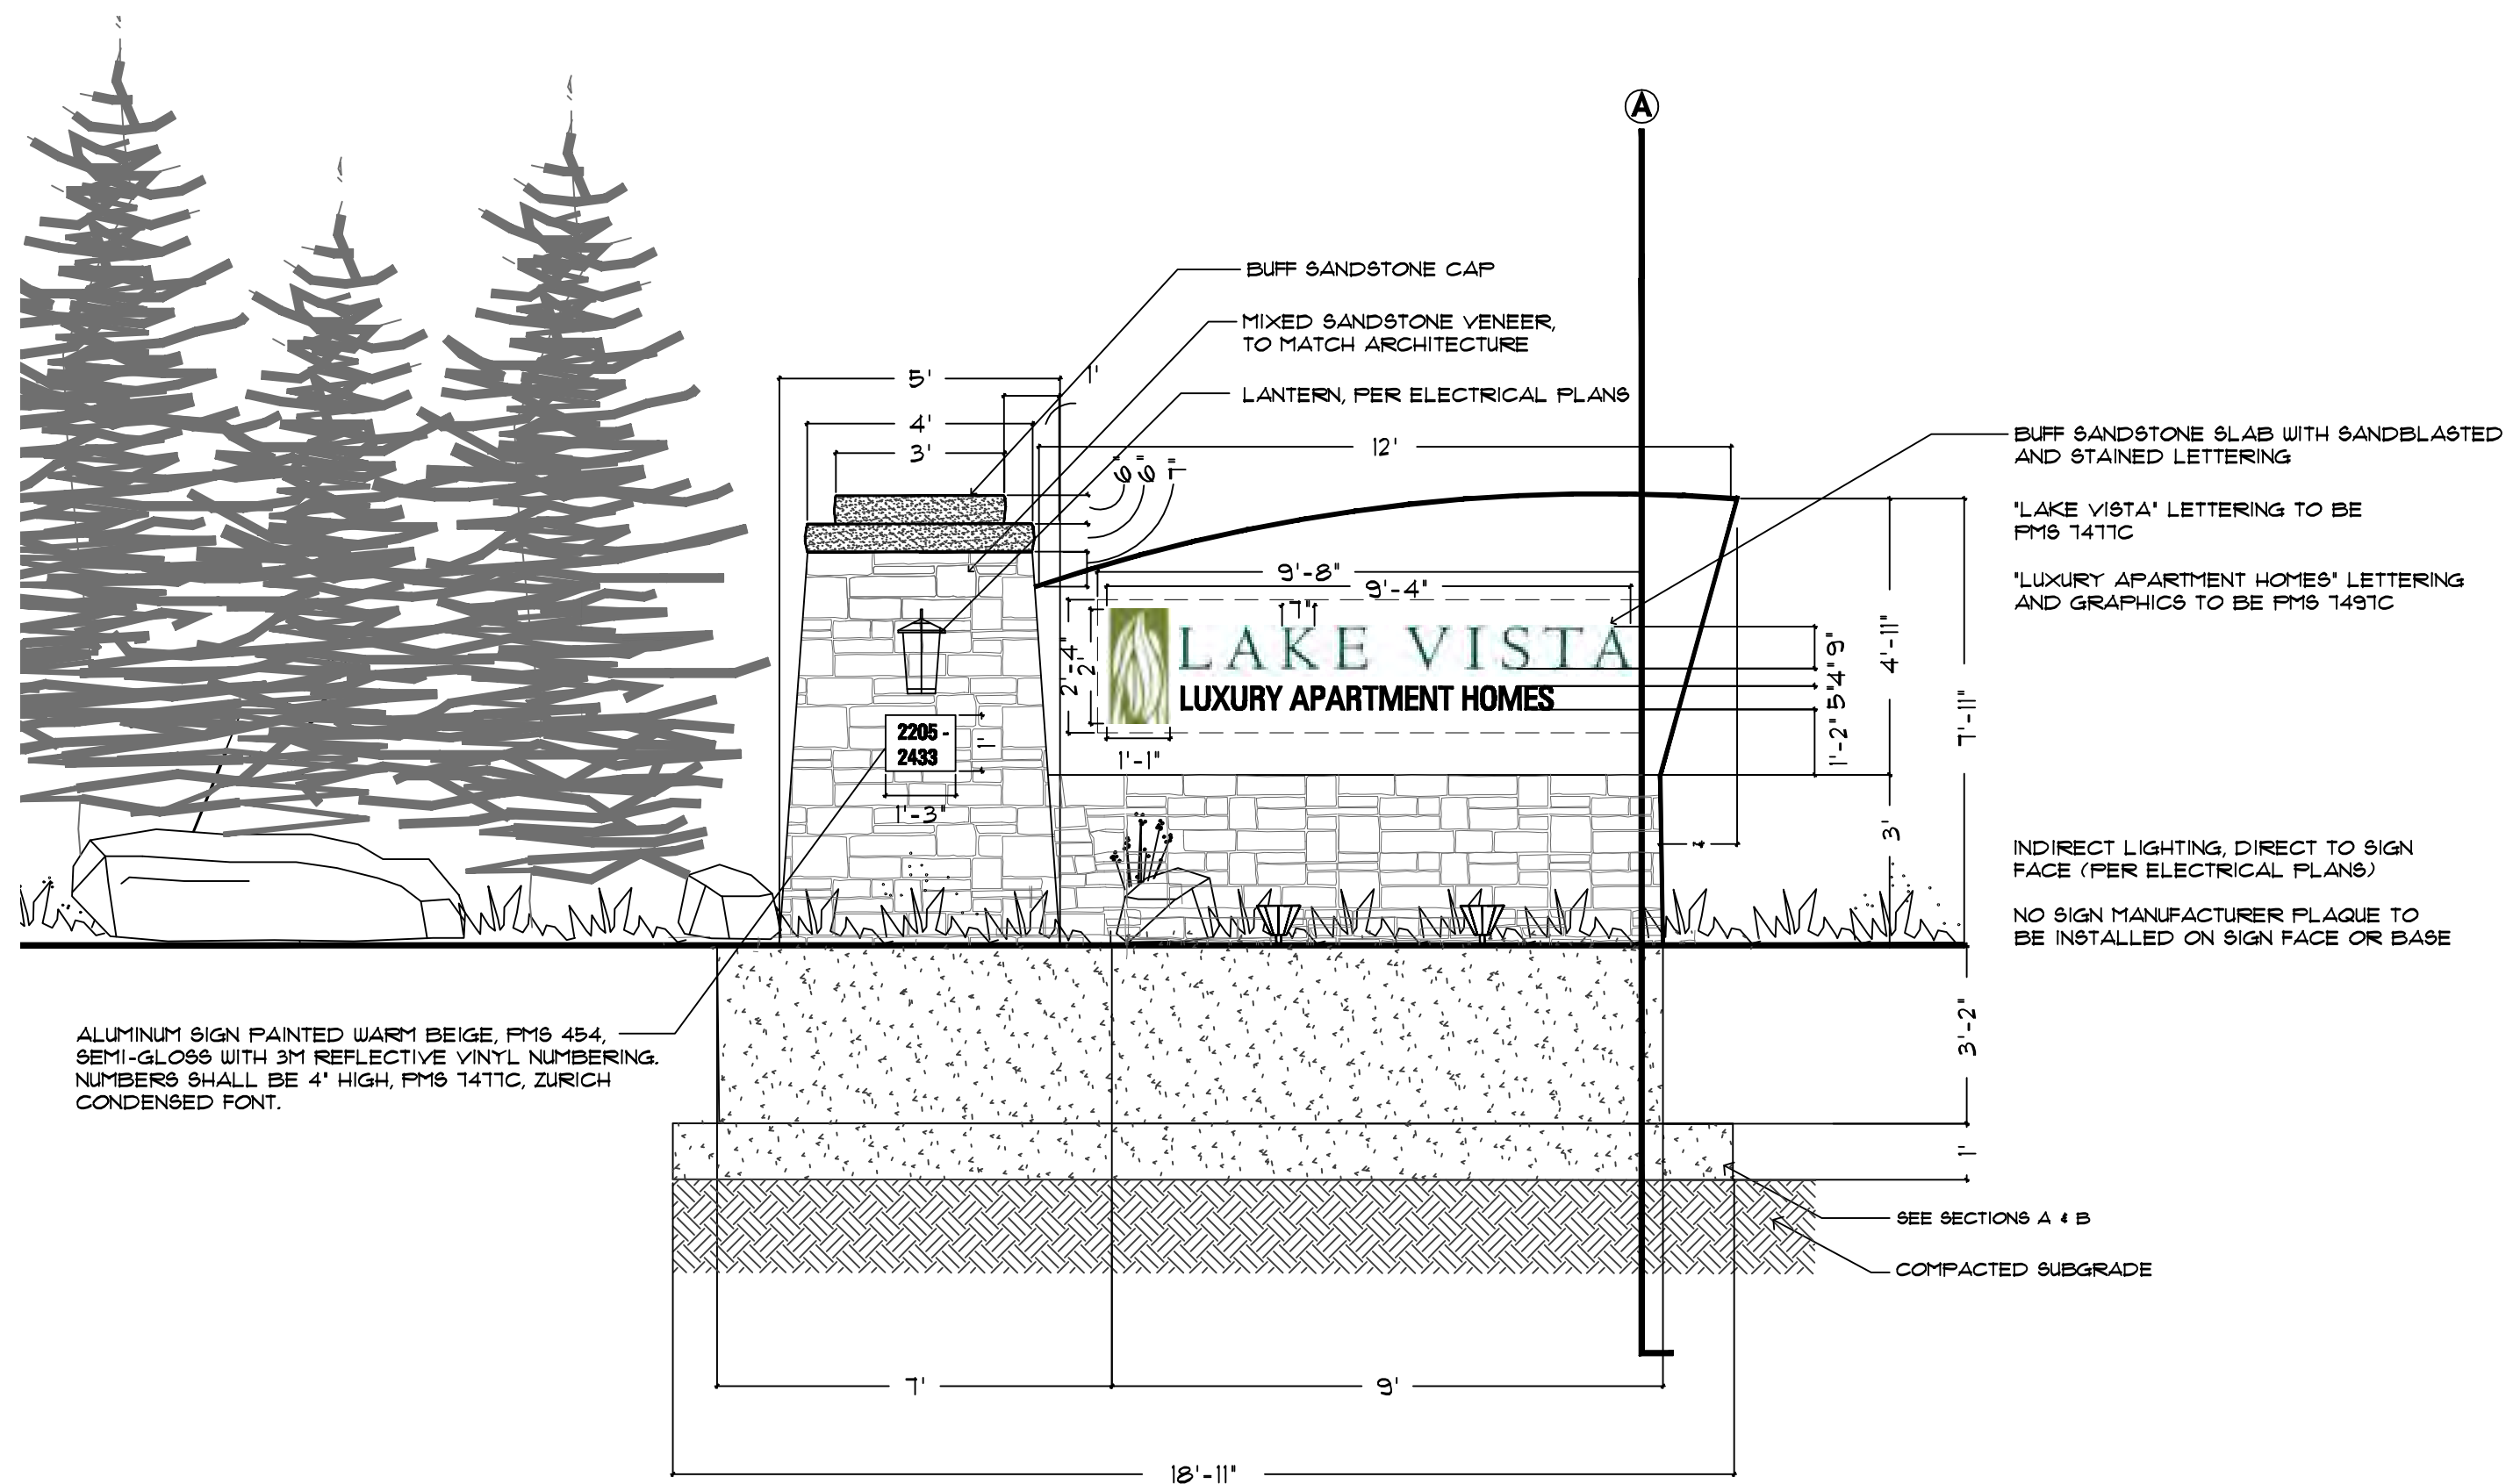 A
BUFF SANDSTONE CAP
MIXED SANDSTONE VENEER,
TO MATCH ARCHITECTURE
5'
1'
LANTERN, PER ELECTRICAL PLANS
4'
3'
12'
6"
6"
BUFF SANDSTONE SLAB WITH SANDBLASTED
AND STAINED LETTERING
"LAKE VISTA" LETTERING TO BE
PMS 7477C
"LUXURY APARTMENT HOMES" LETTERING
AND GRAPHICS TO BE PMS 7497C
9'-8"
9'-4"
7"
2'-4"
2'
LAKE VISTA
LUXURY APARTMENT HOMES
9"
4"
5"
1'-2"
4'-11"
7'-11"
2205 -
2433
1'
1'-3"
1'-1"
3'
INDIRECT LIGHTING, DIRECT TO SIGN
FACE (PER ELECTRICAL PLANS)
NO SIGN MANUFACTURER PLAQUE TO
BE INSTALLED ON SIGN FACE OR BASE
ALUMINUM SIGN PAINTED WARM BEIGE, PMS 454,
SEMI-GLOSS WITH 3M REFLECTIVE VINYL NUMBERING.
NUMBERS SHALL BE 4" HIGH, PMS 7477C, ZURICH
CONDENSED FONT.
3'-2"
1'
SEE SECTIONS A & B
COMPACTED SUBGRADE
7'
9'
18'-11"